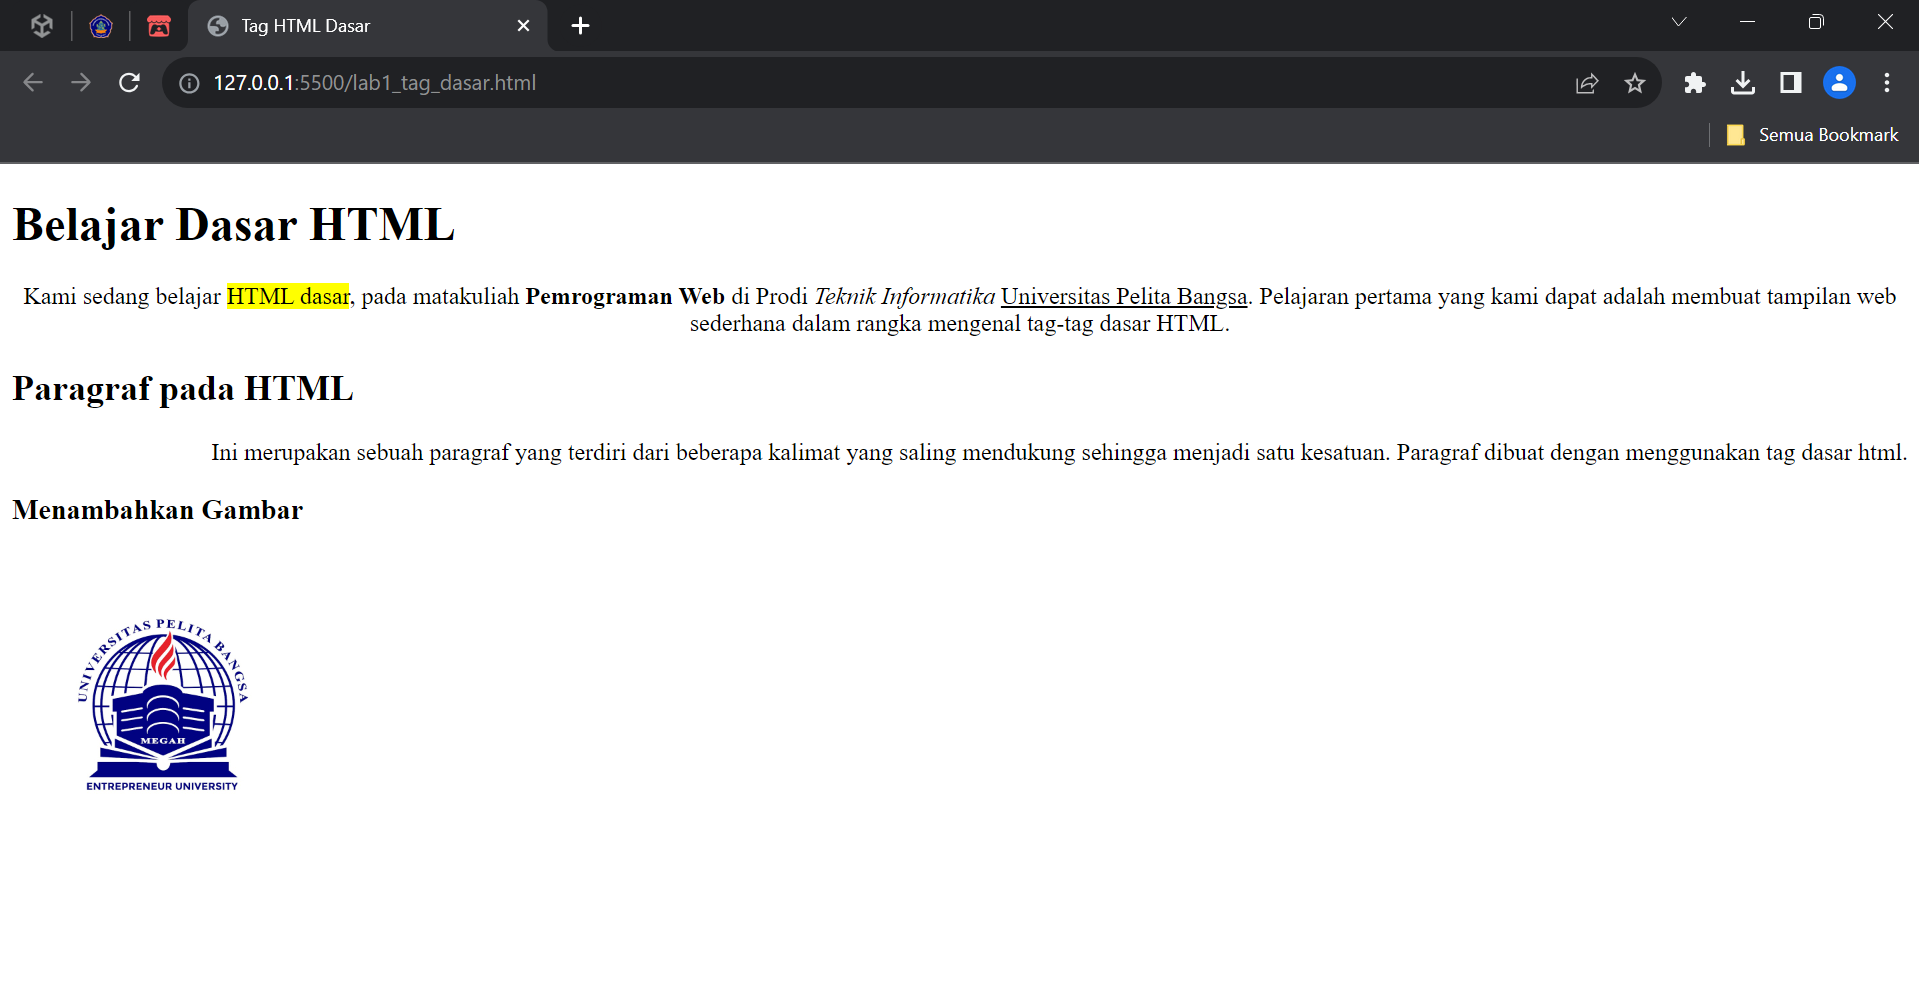 Tag HTML Dasar
127.0.0.1:5500/lab1_tag_dasar.html
Semua Bookmark
Belajar Dasar HTML
Kami sedang belajar HTML dasar, pada matakuliah Pemrograman Web di Prodi Teknik Informatika Universitas Pelita Bangsa. Pelajaran pertama yang kami dapat adalah membuat tampilan web
sederhana dalam rangka mengenal tag-tag dasar HTML.
Paragraf pada HTML
Ini merupakan sebuah paragraf yang terdiri dari beberapa kalimat yang saling mendukung sehingga menjadi satu kesatuan. Paragraf dibuat dengan menggunakan tag dasar html.
Menambahkan Gambar
UNIVERSITAS PELITA BANGSA
MEGAH
ENTREPRENEUR UNIVERSITY